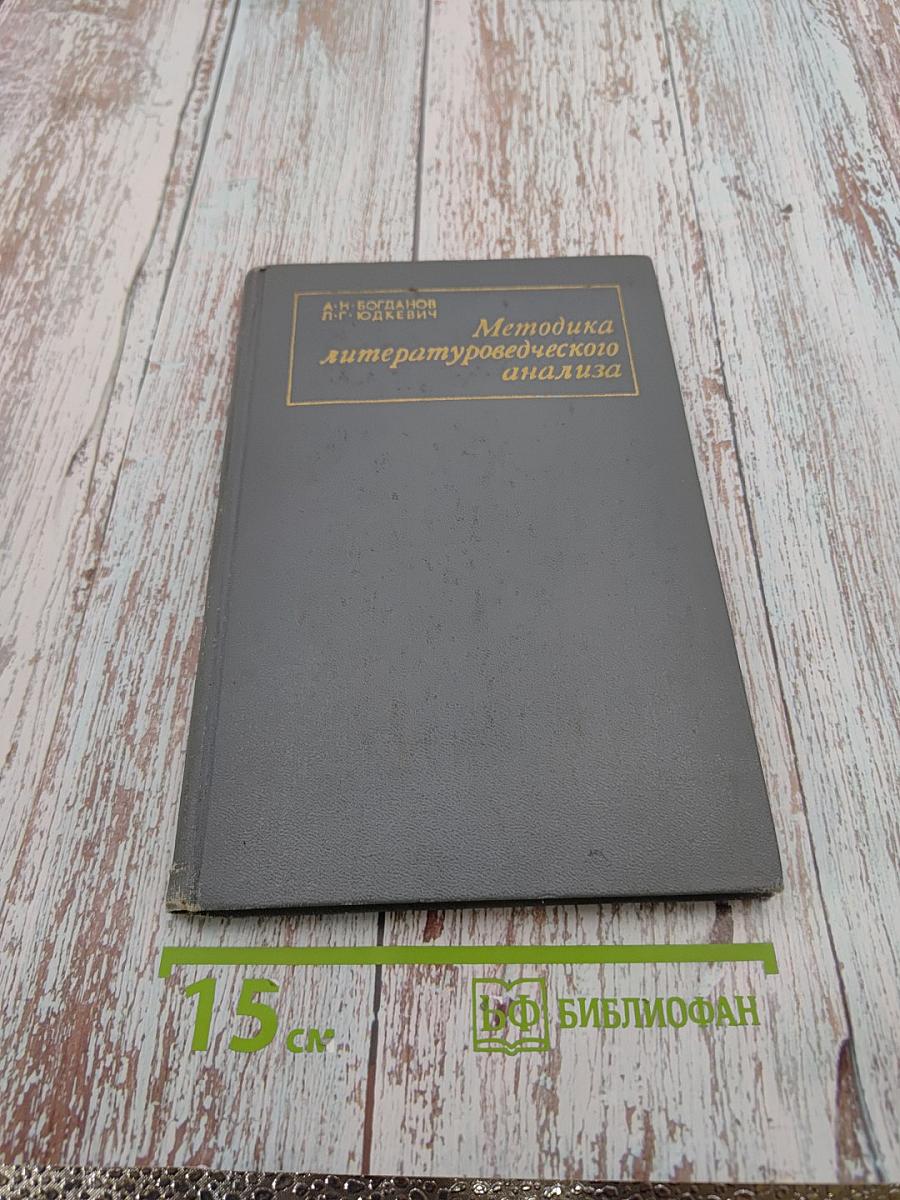 А·Н·БОГДАНОВ
Л·Г·ЮДКЕВИЧ
Методика
литературоведческого
анализа
15 см
БФ БИБЛИОФАН